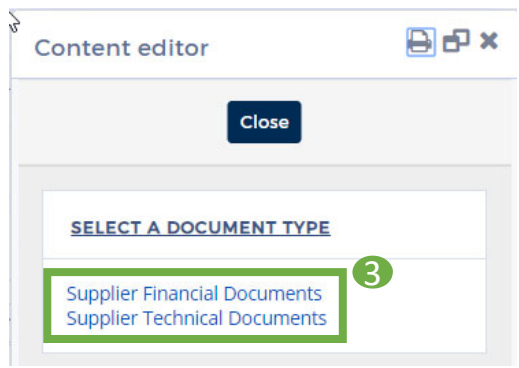 Content editor
Close
SELECT A DOCUMENT TYPE
3
Supplier Financial Documents
Supplier Technical Documents